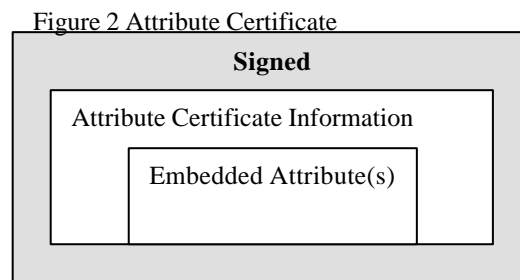 Figure 2 Attribute Certificate
Signed
Attribute Certificate Information
Embedded Attribute(s)